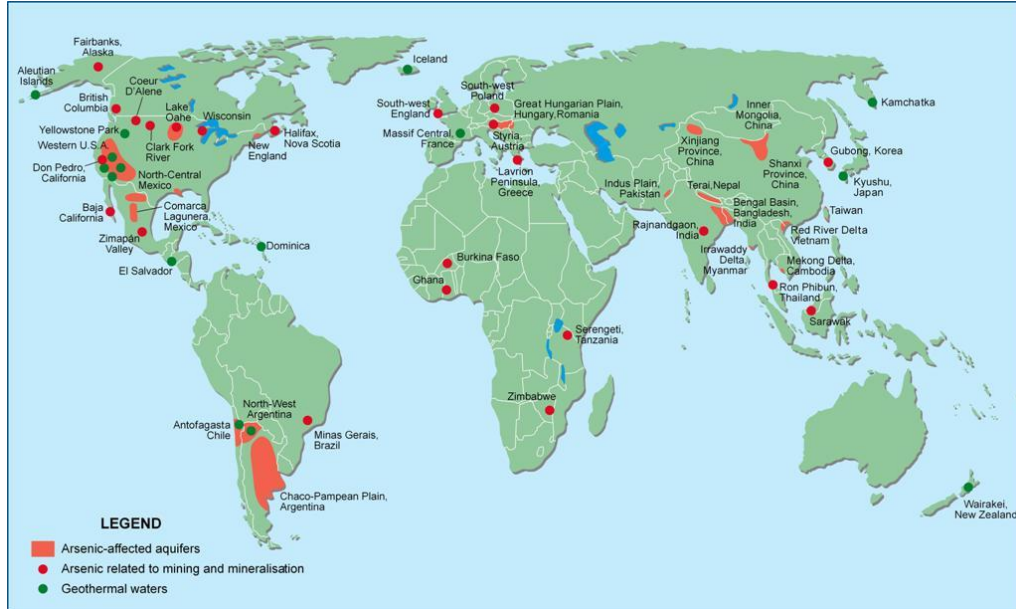 Fairbanks,
Alaska
Aleutian
Islands
Coeur
D'Alene
British
Columbia
Lake
Oahe
Wisconsin
Yellowstone Park
Western U.S.A.
Clark Fork
River
New
England
Halifax,
Nova Scotia
Don Pedro,
California
North-Central
Mexico
Baja
California
Comarca
Lagunera,
Mexico
Zimapán
Valley
El Salvador
Dominica
Iceland
South-west
England
South-west
Poland
Great Hungarian Plain,
Hungary,Romania
Massif Central,
France
Styria,
Austria
Lavrion
Peninsula,
Greece
Inner
Mongolia,
China
Kamchatka
Xinjiang
Province,
China
Shanxi
Province,
China
Gubong, Korea
Kyushu,
Japan
Indus Plain,
Pakistan
Terai,Nepal
Bengal Basin,
Bangladesh,
India
Taiwan
Rajnandgaon,
India
Red River Delta
Vietnam
Irrawaddy
Delta,
Myanmar
Mekong Delta,
Cambodia
Ron Phibun,
Thailand
Sarawak
Burkina Faso
Ghana
Serengeti,
Tanzania
Zimbabwe
North-West
Argentina
Antofagasta
Chile
Minas Gerais,
Brazil
Chaco-Pampean Plain,
Argentina
Wairakei,
New Zealand
LEGEND
Arsenic-affected aquifers
Arsenic related to mining and mineralisation
Geothermal waters